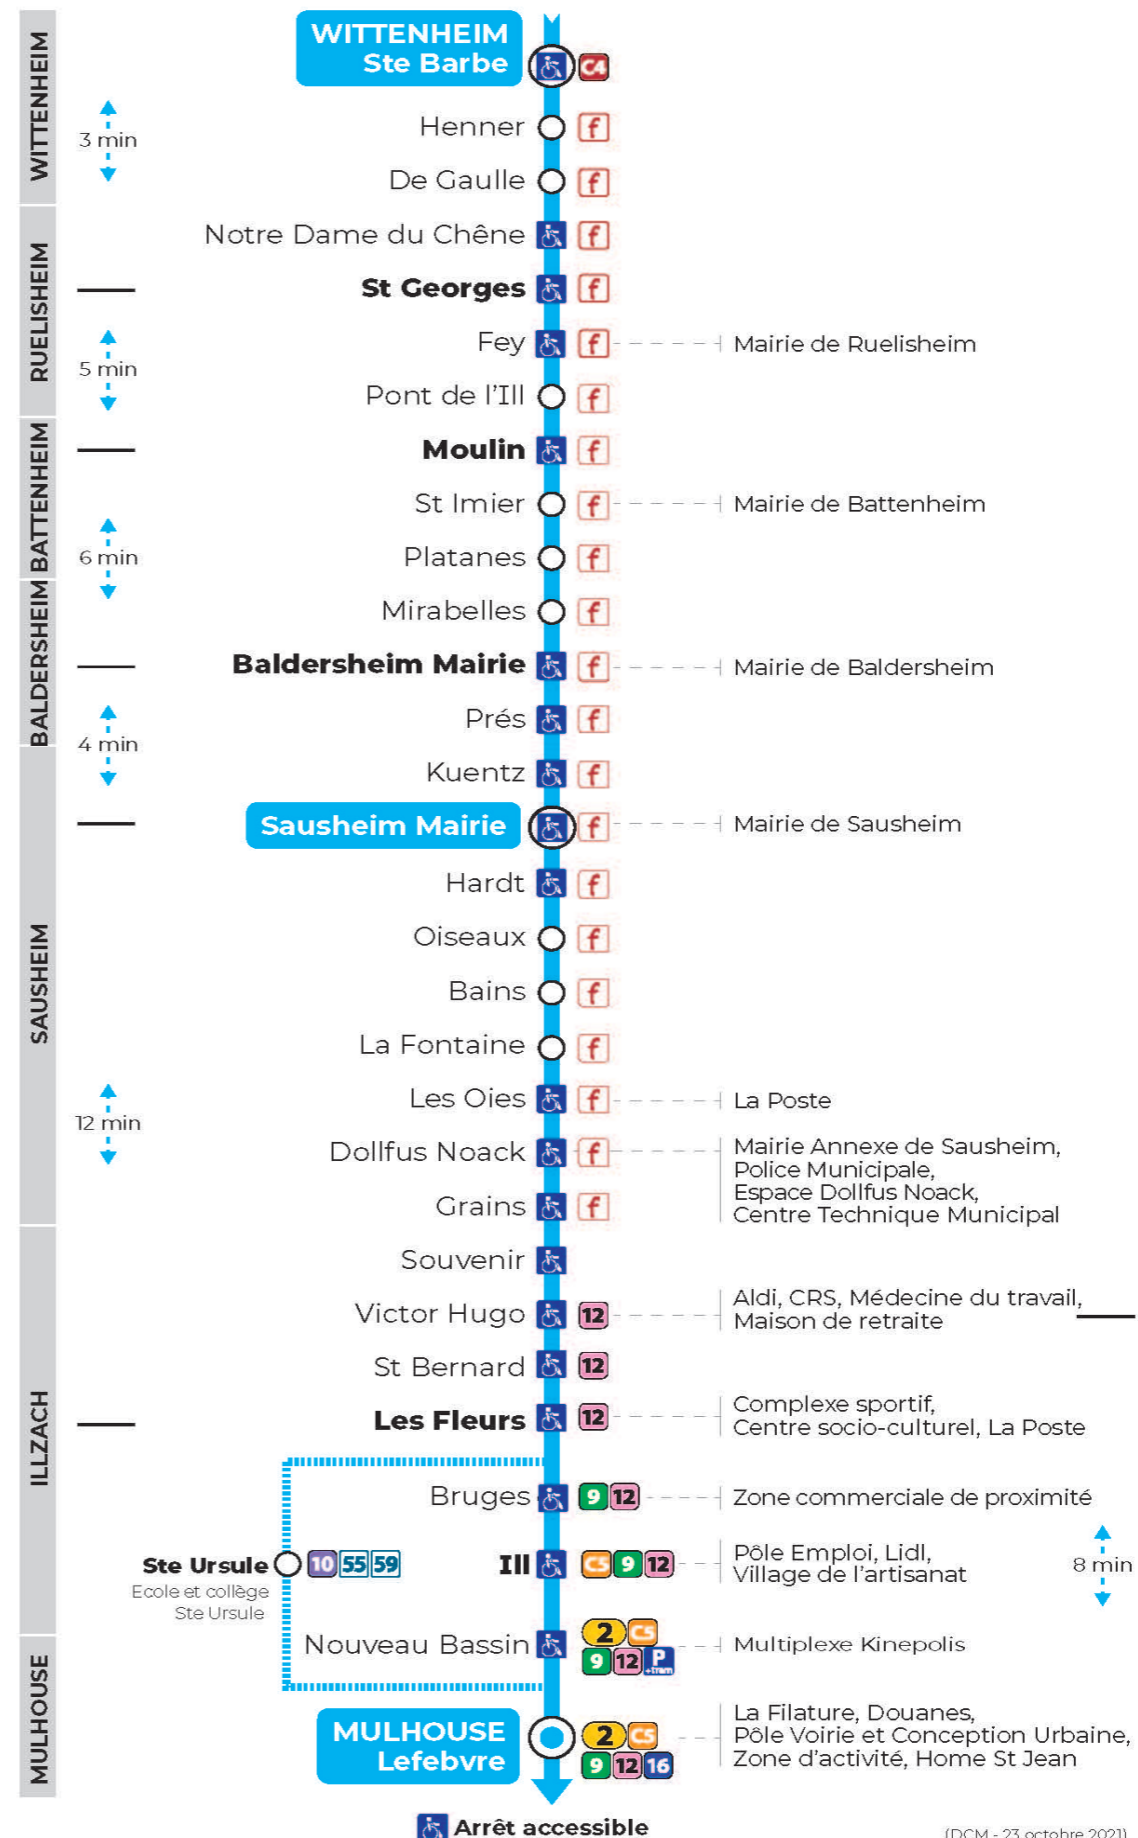 WITTENHEIM
WITTENHEIM
Ste Barbe
C4
3 min
Henner
f
De Gaulle
f
RUELISHEIM
Notre Dame du Chêne
f
St Georges
f
Fey
f
Mairie de Ruelisheim
5 min
Pont de l'Ill
f
BATTENHEIM
Moulin
f
St Imier
f
Mairie de Battenheim
6 min
Platanes
f
BALDERSHEIM
Mirabelles
f
Baldersheim Mairie
f
Mairie de Baldersheim
Prés
f
4 min
SAUSHEIM
Kuentz
f
Sausheim Mairie
f
Mairie de Sausheim
Hardt
f
Oiseaux
f
Bains
f
La Fontaine
f
Les Oies
f
La Poste
12 min
Dollfus Noack
f
Mairie Annexe de Sausheim,
Police Municipale,
Espace Dollfus Noack,
Centre Technique Municipal
Grains
f
ILLZACH
Souvenir
Victor Hugo
12
Aldi, CRS, Médecine du travail,
Maison de retraite
St Bernard
12
Les Fleurs
12
Complexe sportif,
Centre socio-culturel, La Poste
Bruges
9 12
Zone commerciale de proximité
Ste Ursule
10 55 59
Ecole et collège
Ste Ursule
Ill
C5 9 12
Pôle Emploi, Lidl,
Village de l'artisanat
8 min
Nouveau Bassin
2 C5
9 12 P +tram
Multiplexe Kinepolis
MULHOUSE
MULHOUSE
Lefebvre
2 C5
9 12 16
La Filature, Douanes,
Pôle Voirie et Conception Urbaine,
Zone d'activité, Home St Jean
Arrêt accessible
(DCM - 23 octobre 2021)